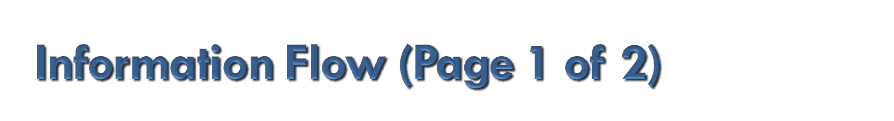 Information Flow (Page 1 of 2)